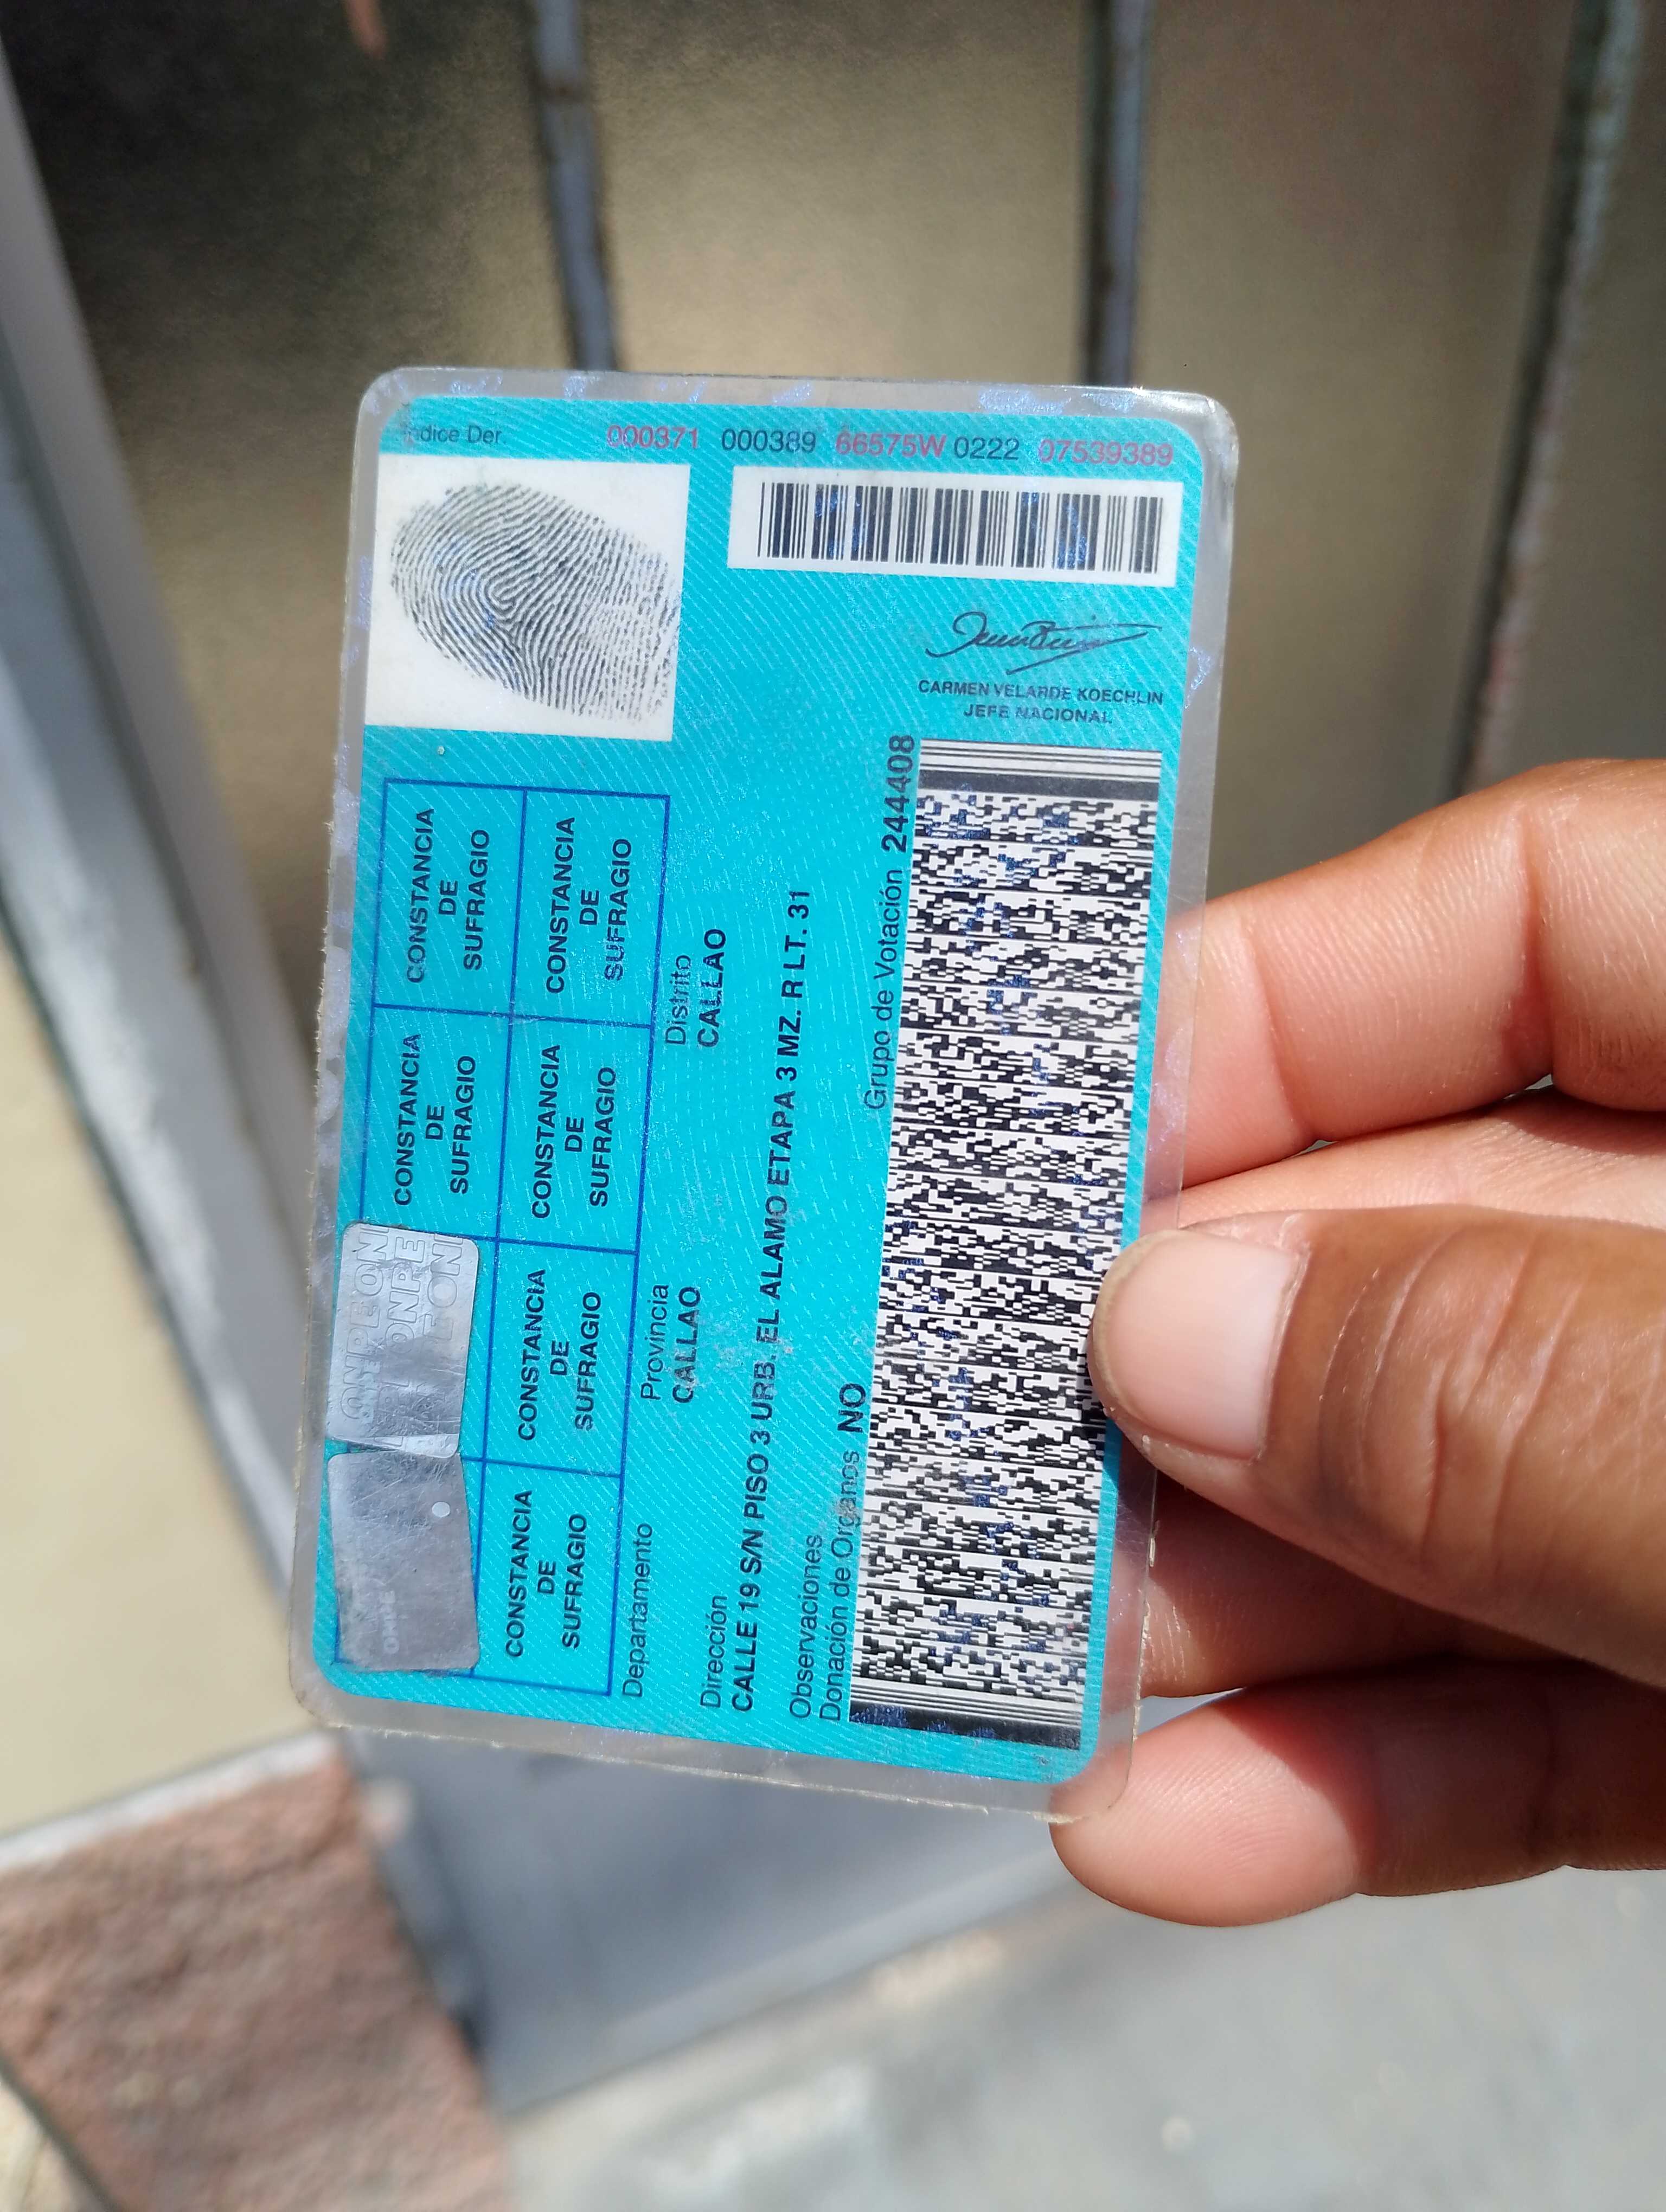 Indice Der.
000371 000389 66575W 0222 07539389
CARMEN VELARDE KOECHLIN
JEFE NACIONAL
ONPE
ONPE
CONSTANCIA DE SUFRAGIO
CONSTANCIA DE SUFRAGIO
CONSTANCIA DE SUFRAGIO
CONSTANCIA DE SUFRAGIO
CONSTANCIA DE SUFRAGIO
CONSTANCIA DE SUFRAGIO
Departamento
Provincia
Distrito
CALLAO
CALLAO
Dirección
CALLE 19 S/N PISO 3 URB. EL ALAMO ETAPA 3 MZ. R LT. 31
Observaciones
Donación de Organos NO
Grupo de Votación 244408